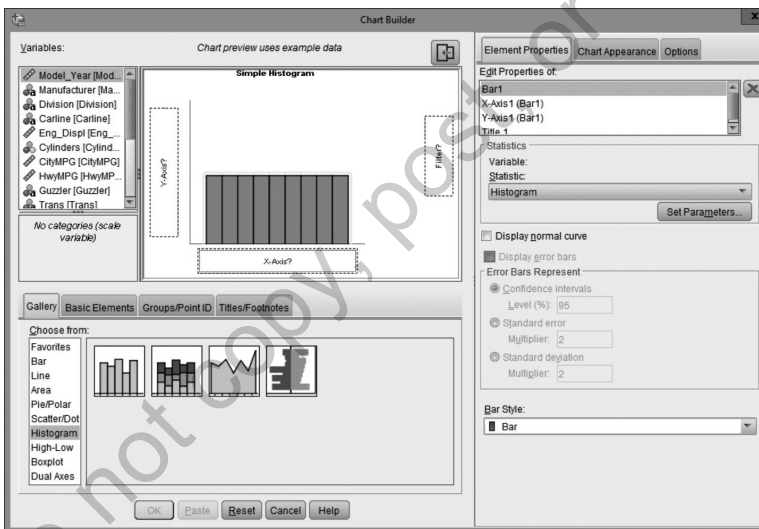 Chart Builder
Variables:
Chart preview uses example data
Model_Year [Mod...
Manufacturer [Ma...
Division [Division]
Carline [Carline]
Eng_Displ [Eng_...
Cylinders [Cylind...
CityMPG [CityMPG]
HwyMPG [HwyMP...
Guzzler [Guzzler]
Trans [Trans]
No categories (scale
variable)
Simple Histogram
Y-Axis?
Filter?
X-Axis?
Gallery
Basic Elements
Groups/Point ID
Titles/Footnotes
Choose from:
Favorites
Bar
Line
Area
Pie/Polar
Scatter/Dot
Histogram
High-Low
Boxplot
Dual Axes
OK
Paste
Reset
Cancel
Help
Element Properties
Chart Appearance
Options
Edit Properties of:
Bar1
X-Axis1 (Bar1)
Y-Axis1 (Bar1)
Title 1
Statistics
Variable:
Statistic:
Histogram
Set Parameters...
Display normal curve
Display error bars
Error Bars Represent
Confidence intervals
Level (%): 95
Standard error
Multiplier: 2
Standard deviation
Multiplier: 2
Bar Style:
Bar
not copy, post, or